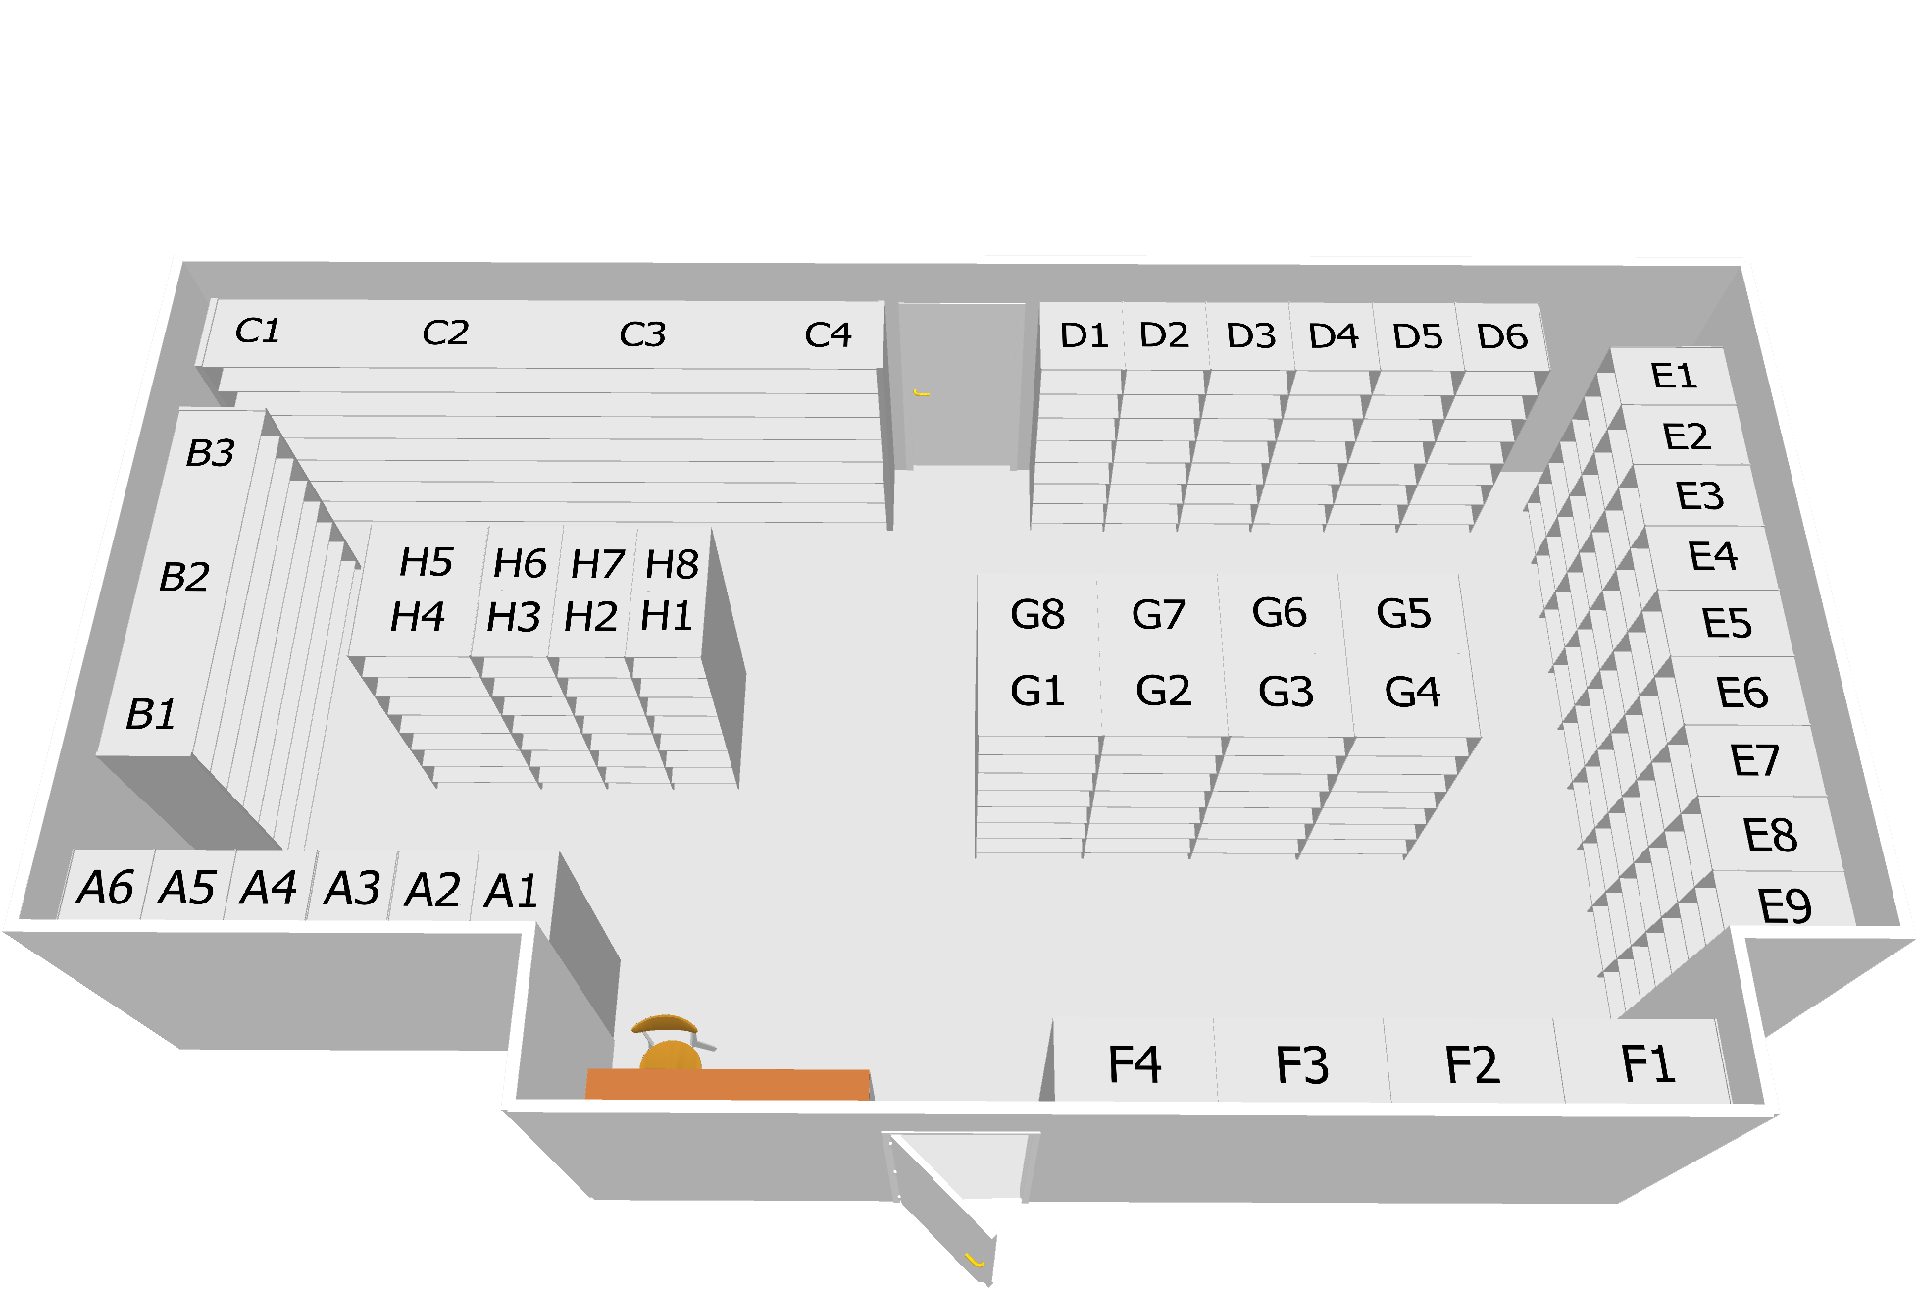 C1 C2 C3 C4 D1 D2 D3 D4 D5 D6
E1
E2
E3
E4
E5
E6
E7
E8
E9
B3
B2
B1
H5 H6 H7 H8
H4 H3 H2 H1
G8 G7 G6 G5
G1 G2 G3 G4
A6 A5 A4 A3 A2 A1
F4 F3 F2 F1